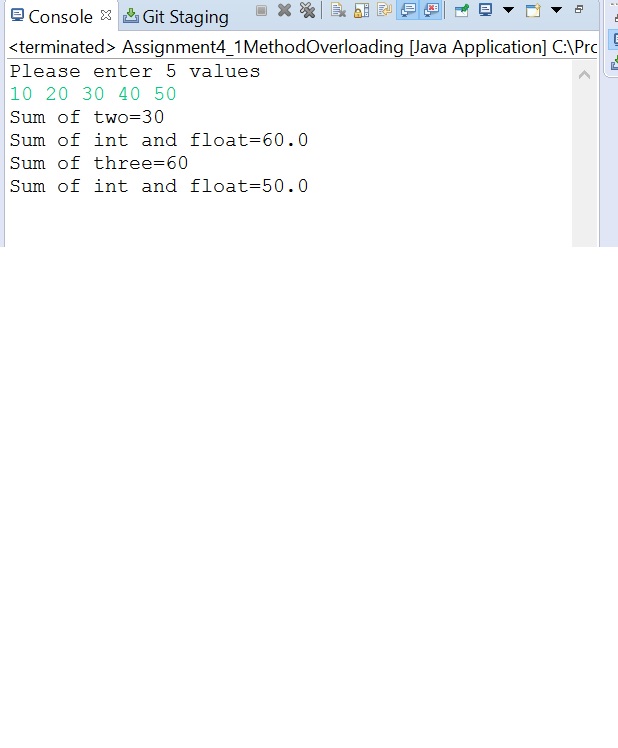 Console Git Staging
<terminated> Assignment4_1MethodOverloading [Java Application] C:\Prc
Please enter 5 values
10 20 30 40 50
Sum of two=30
Sum of int and float=60.0
Sum of three=60
Sum of int and float=50.0